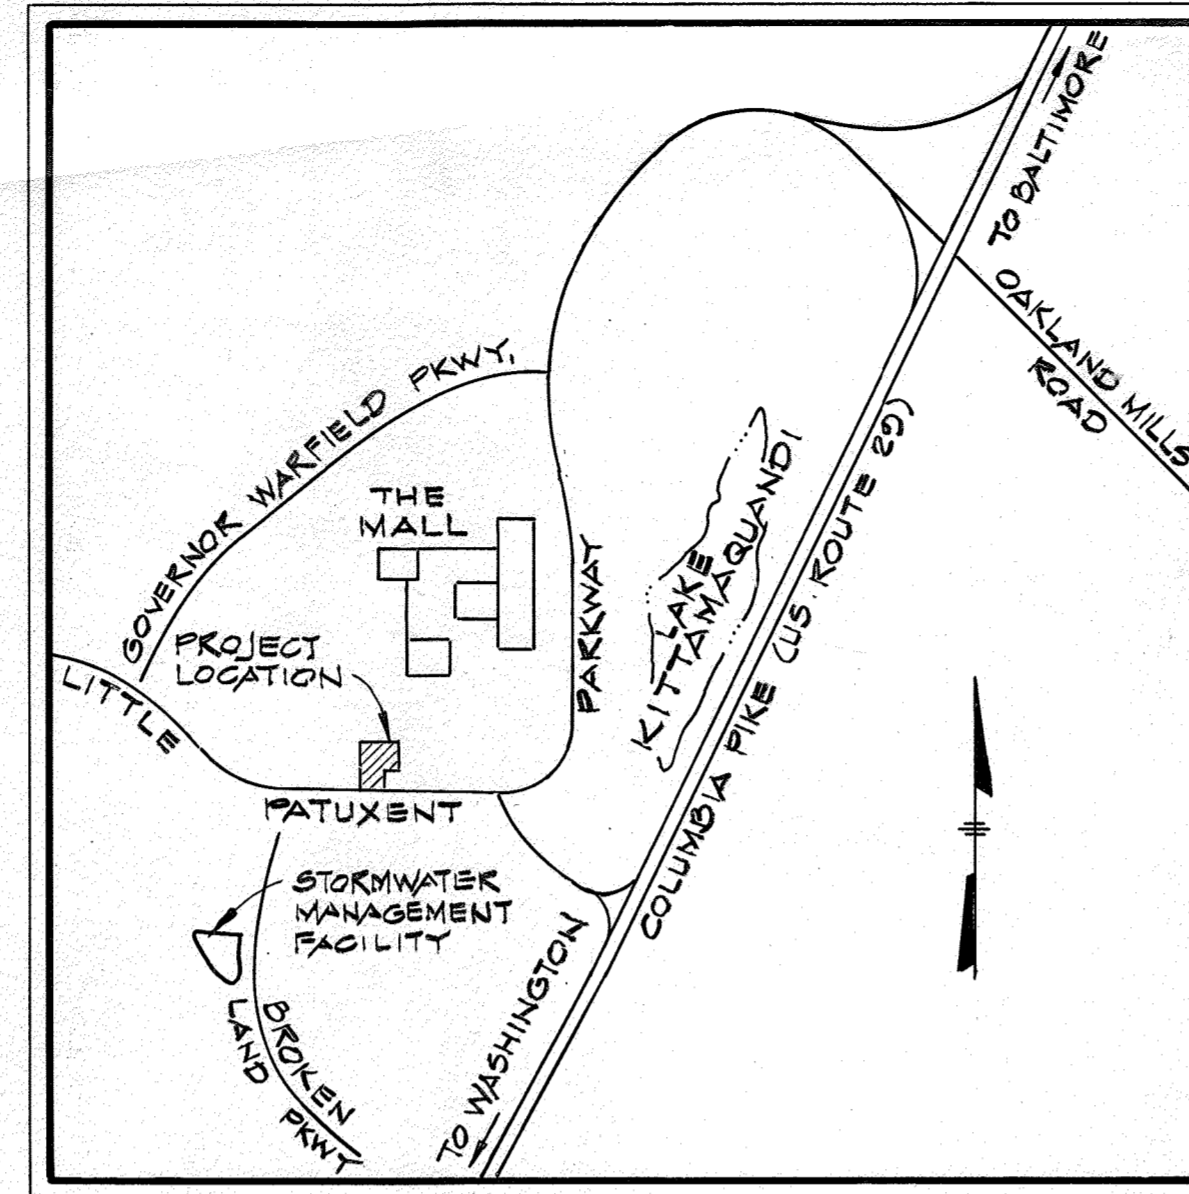 TO BALTIMORE
OAKLAND MILLS
ROAD
GOVERNOR WARFIELD PKWY.
THE
MALL
LAKE
KITTAMAQUANDI
PARKWAY
COLUMBIA PIKE (US. ROUTE 29)
PROJECT
LOCATION
LITTLE
PATUXENT
STORMWATER
MANAGEMENT
FACILITY
BROKEN
LAND
PKWY
TO WASHINGTON